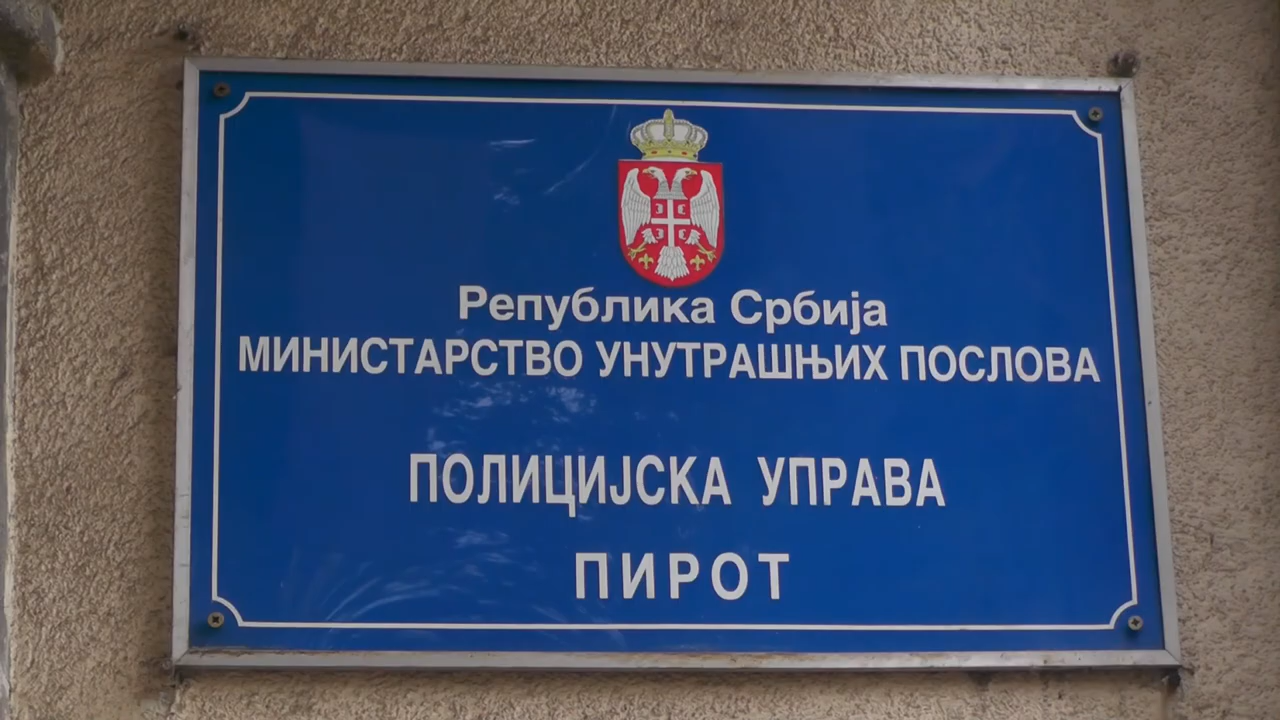 Република Србија
МИНИСТАРСТВО УНУТРАШЊИХ ПОСЛОВА
ПОЛИЦИЈСКА УПРАВА
ПИРОТ